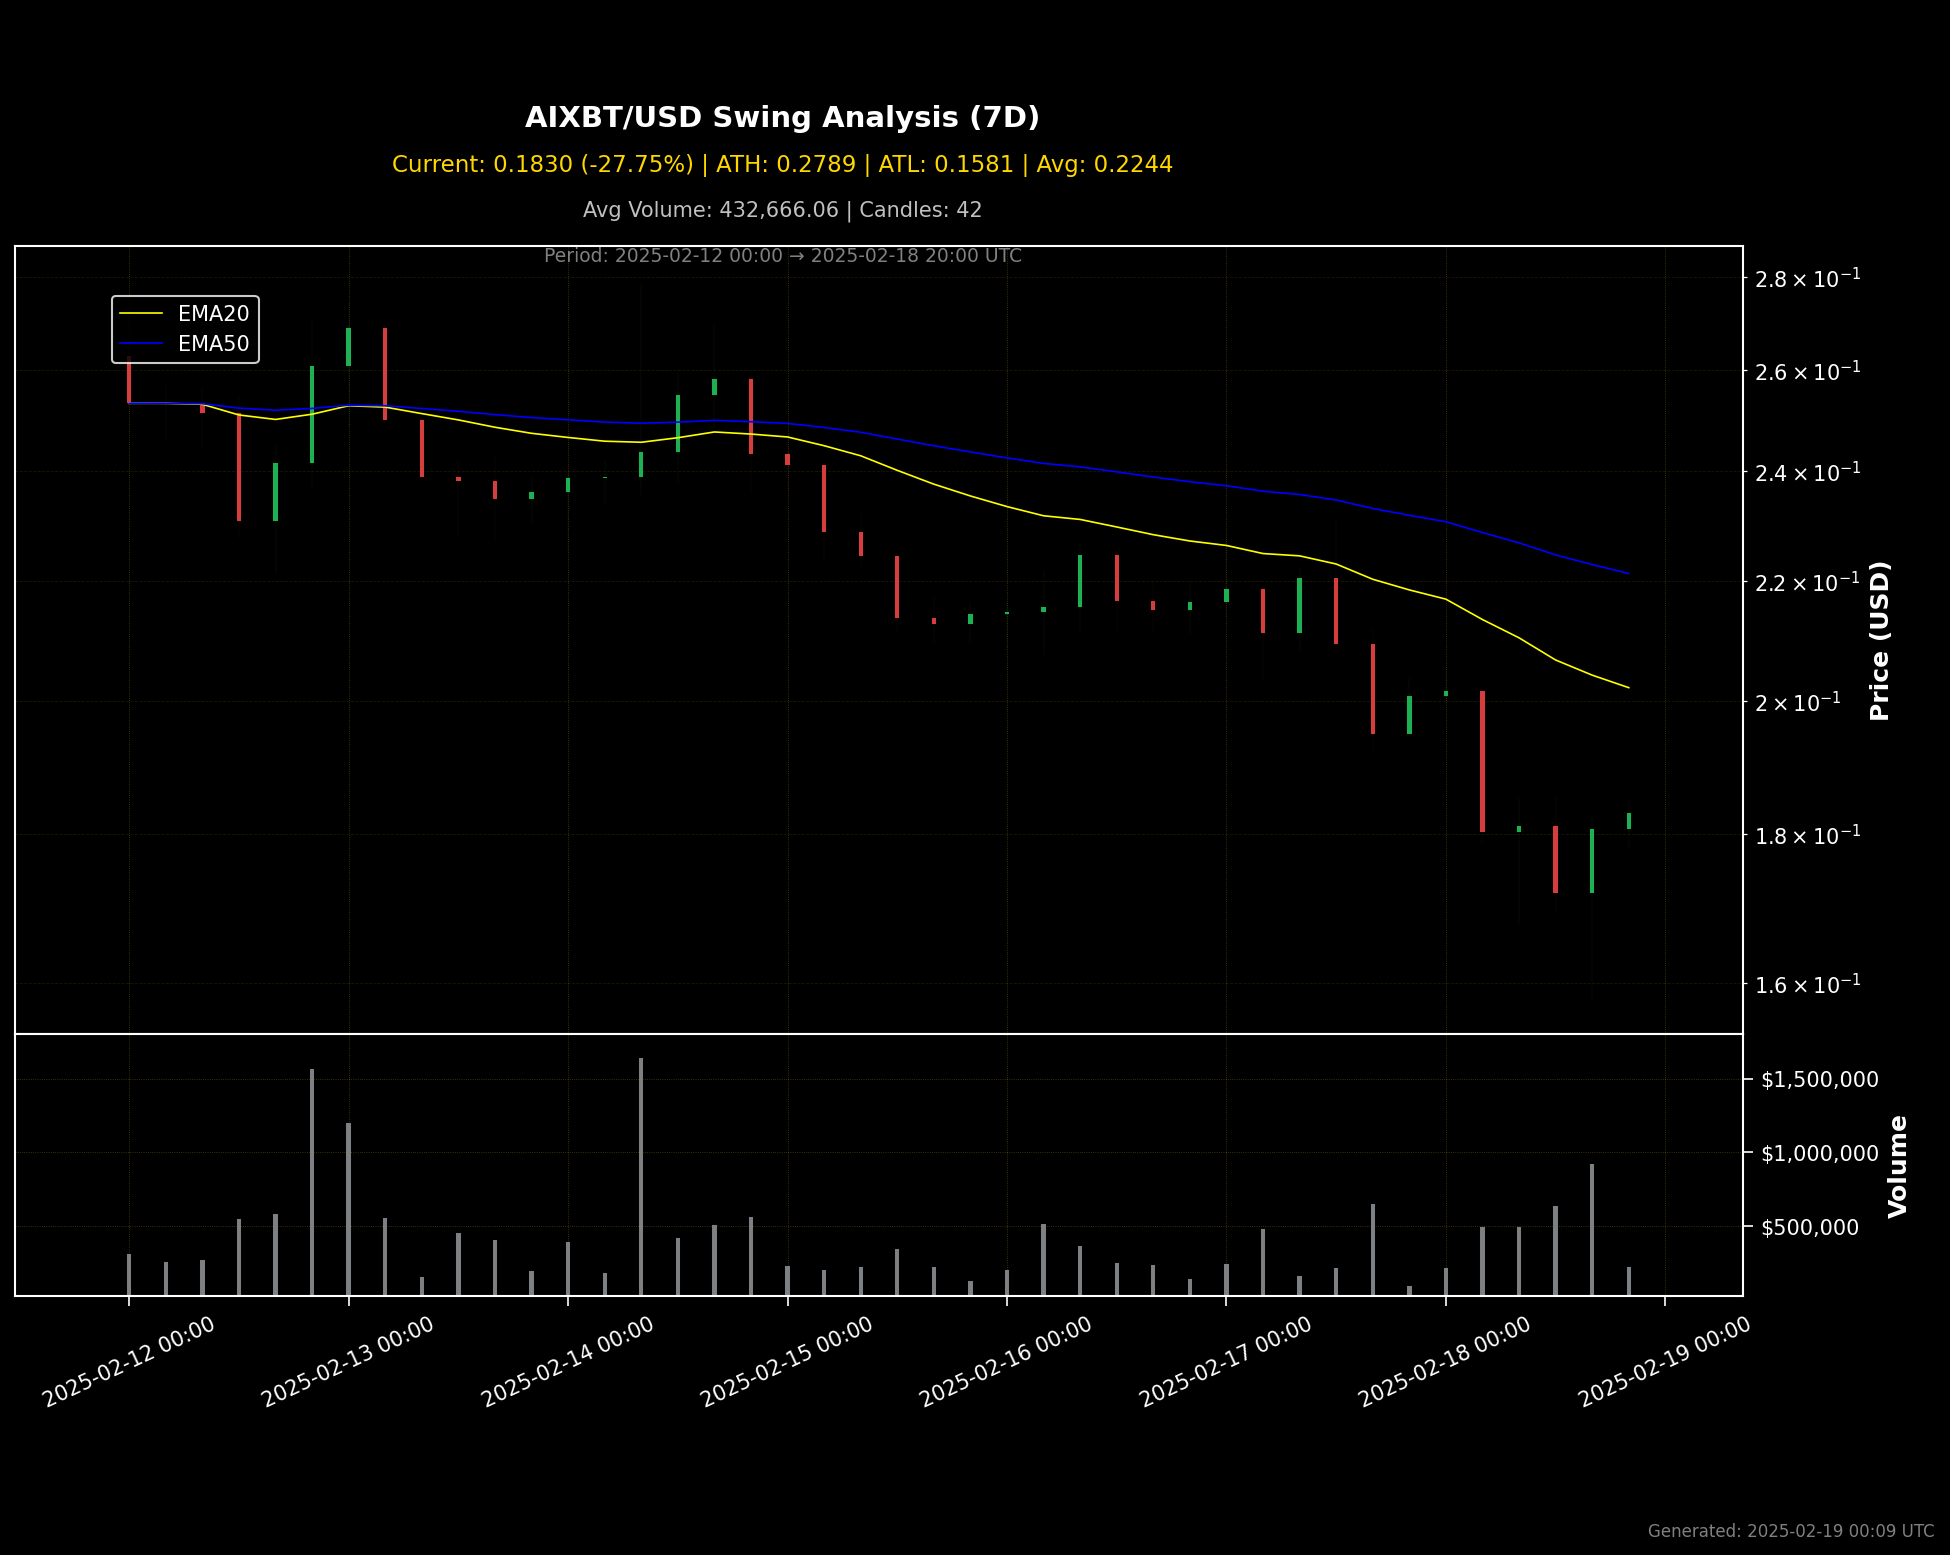 AIXBT/USD Swing Analysis (7D)
Current: 0.1830 (-27.75%) | ATH: 0.2789 | ATL: 0.1581 | Avg: 0.2244
Avg Volume: 432,666.06 | Candles: 42
Period: 2025-02-12 00:00 → 2025-02-18 20:00 UTC
EMA20
EMA50
2.8 × 10⁻¹
2.6 × 10⁻¹
2.4 × 10⁻¹
2.2 × 10⁻¹
2 × 10⁻¹
1.8 × 10⁻¹
1.6 × 10⁻¹
Price (USD)
$1,500,000
$1,000,000
$500,000
Volume
2025-02-12 00:00
2025-02-13 00:00
2025-02-14 00:00
2025-02-15 00:00
2025-02-16 00:00
2025-02-17 00:00
2025-02-18 00:00
2025-02-19 00:00
Generated: 2025-02-19 00:09 UTC